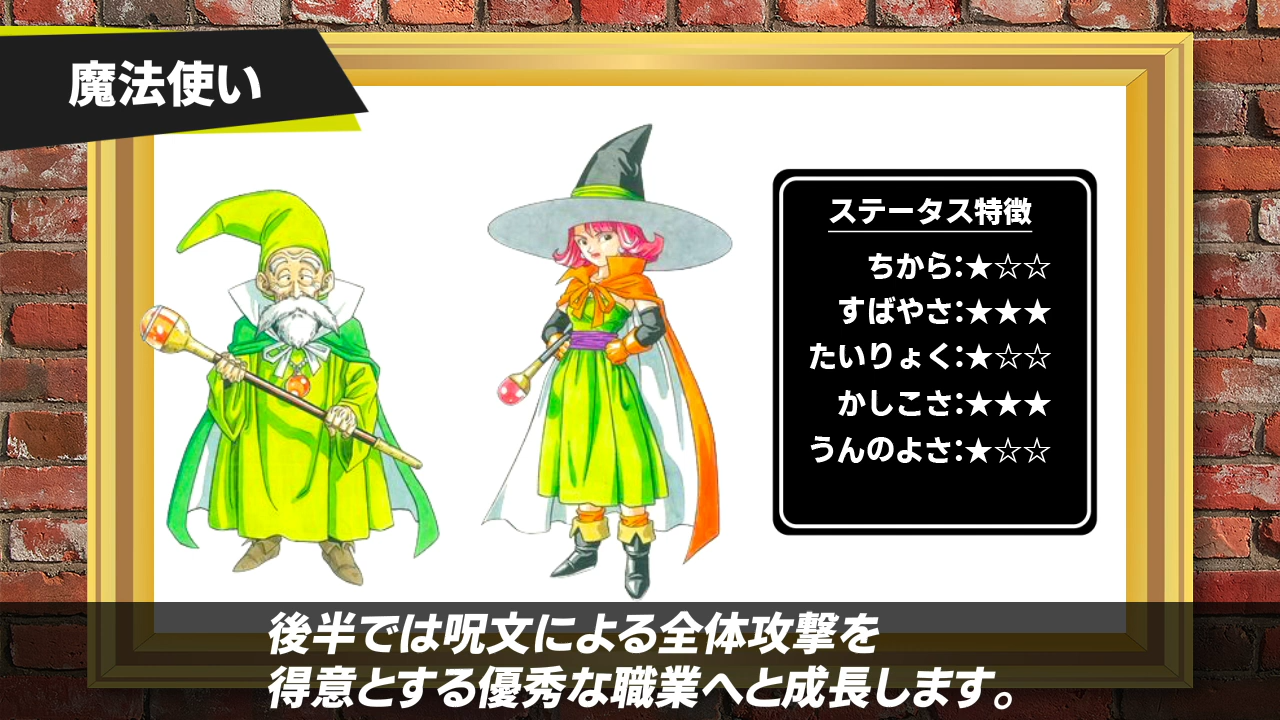 魔法使い
ステータス特徴
ちから:★☆☆
すばやさ:★★★
たいりょく:★☆☆
かしこさ:★★★
うんのよさ:★☆☆
後半では呪文による全体攻撃を
得意とする優秀な職業へと成長します。